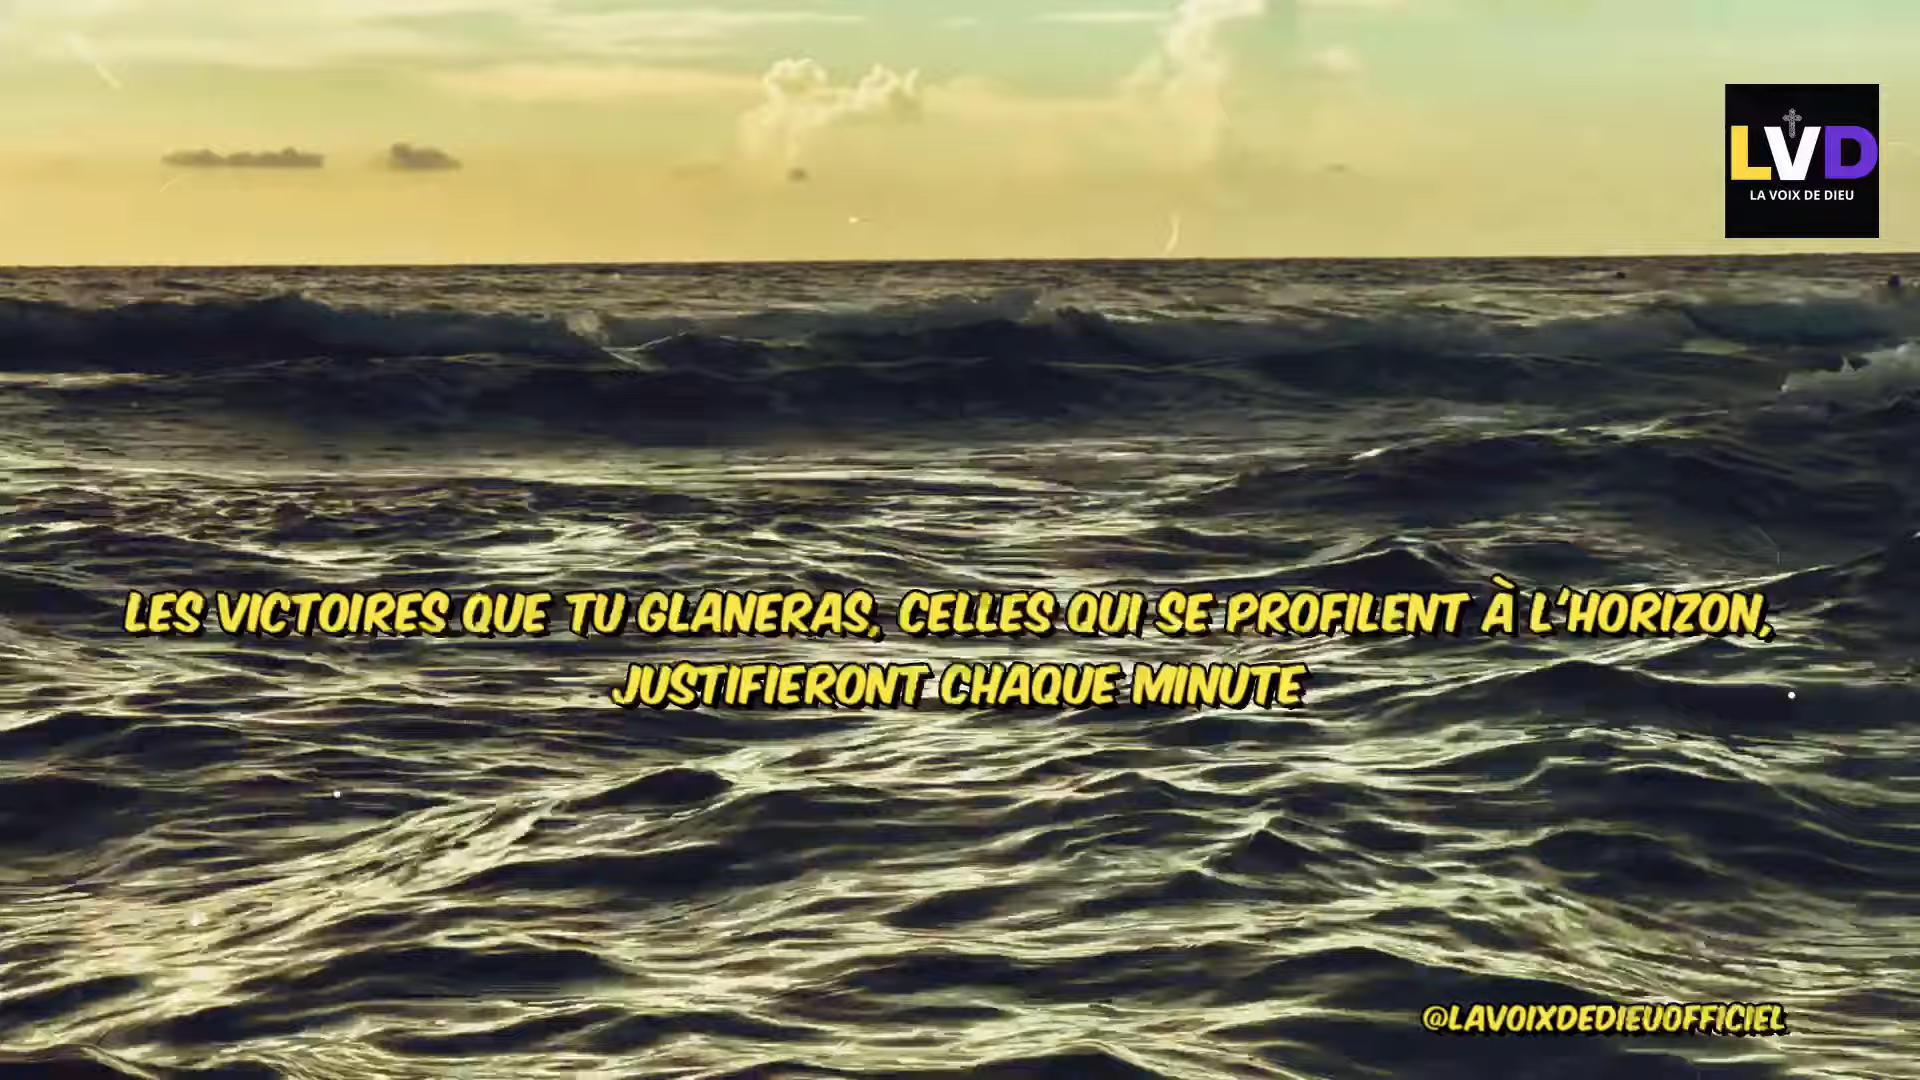 LVD
LA VOIX DE DIEU
LES VICTOIRES QUE TU GLANERAS, CELLES QUI SE PROFILENT À L'HORIZON,
JUSTIFIERONT CHAQUE MINUTE
@LAVOIXDEDIEUOFFICIEL